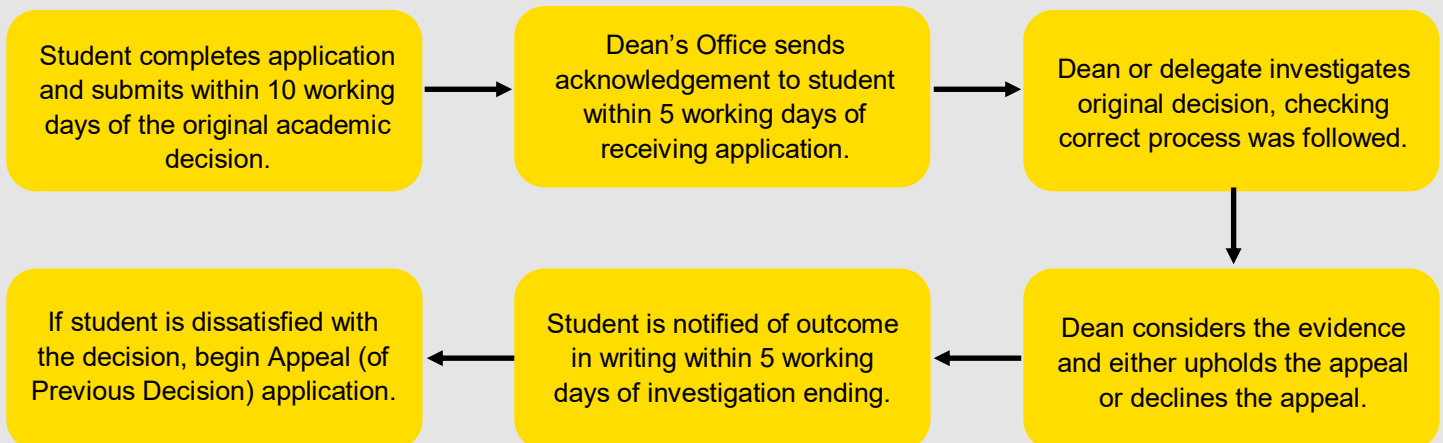 Student completes application
and submits within 10 working
days of the original academic
decision.
Dean’s Office sends
acknowledgement to student
within 5 working days of
receiving application.
Dean or delegate investigates
original decision, checking
correct process was followed.
Dean considers the evidence
and either upholds the appeal
or declines the appeal.
Student is notified of outcome
in writing within 5 working
days of investigation ending.
If student is dissatisfied with
the decision, begin Appeal (of
Previous Decision) application.